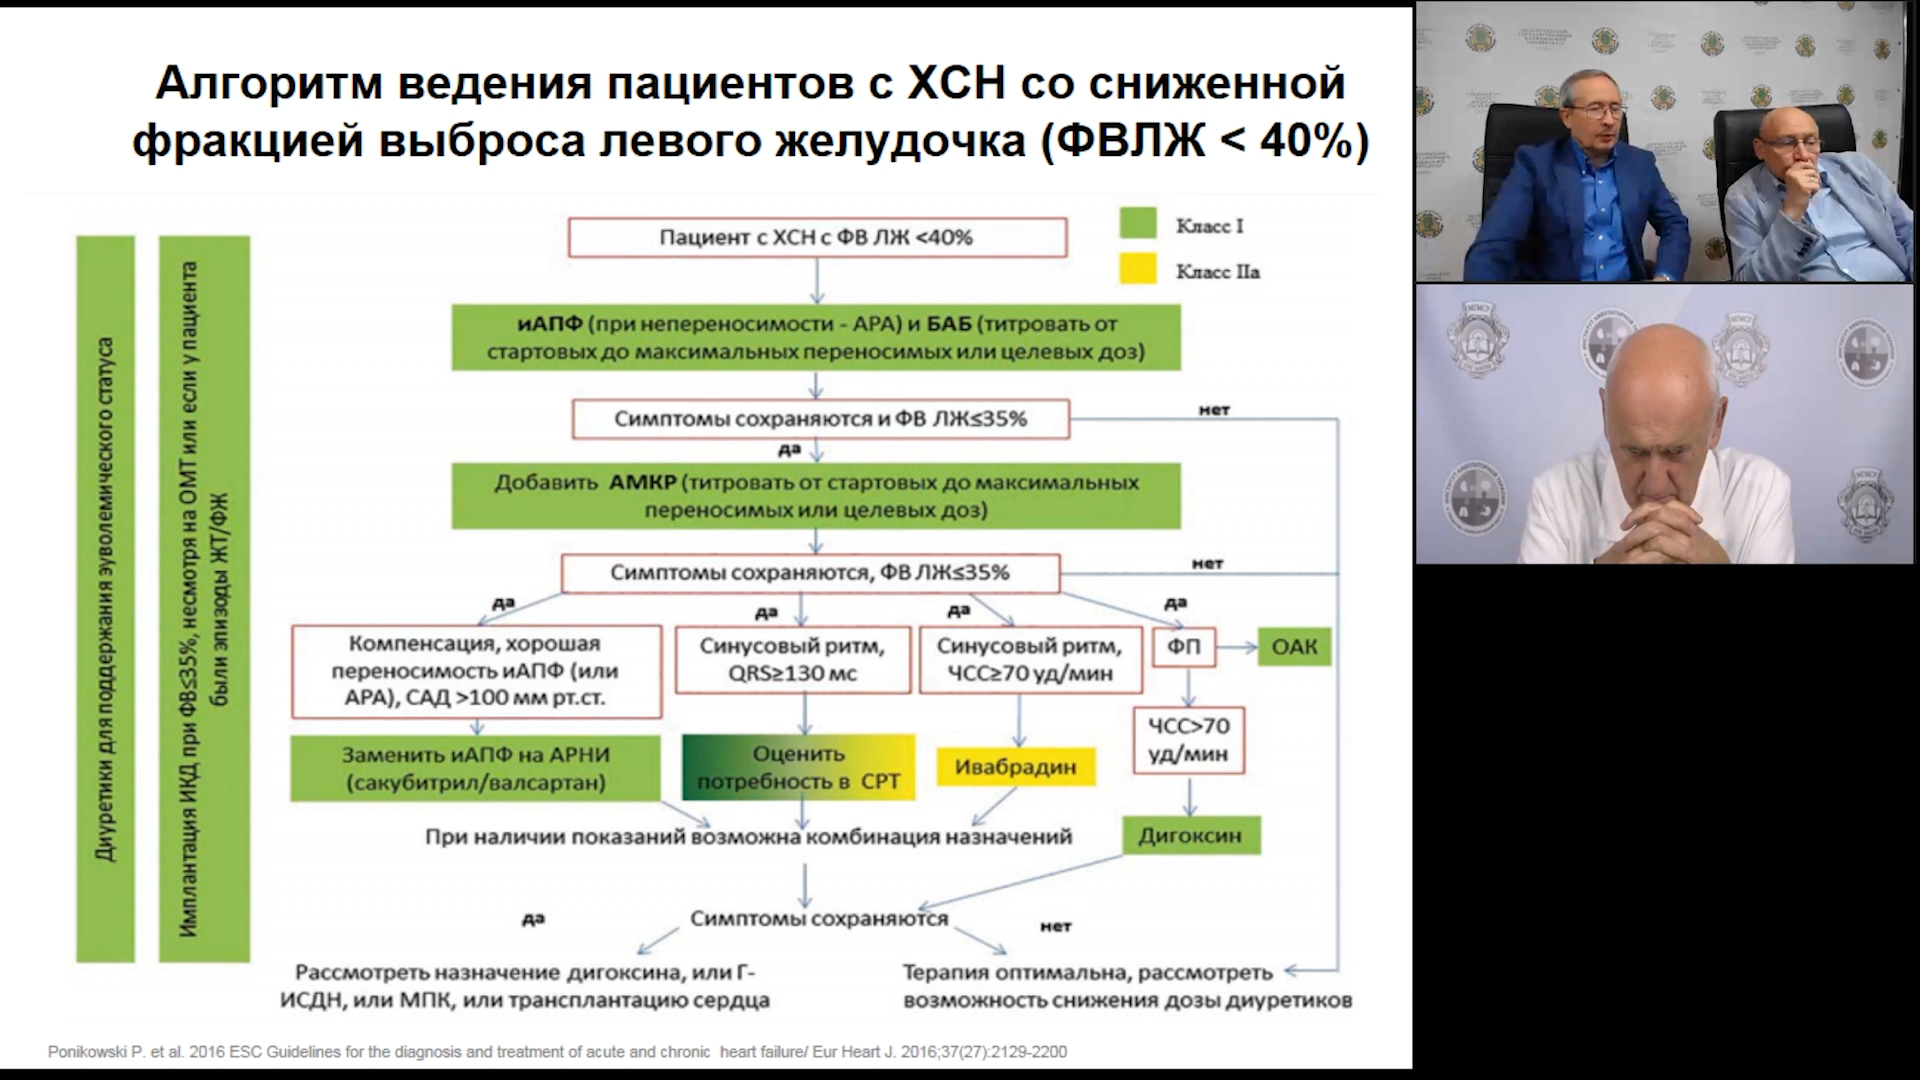 Алгоритм ведения пациентов с ХСН со сниженной
фракцией выброса левого желудочка (ФВЛЖ < 40%)
Диуретики для поддержания эуволемического статуса
Имплантация ИКД при ФВ≤35%, несмотря на ОМТ или если у пациента
были эпизоды ЖТ/ФЖ
Пациент с ХСН с ФВ ЛЖ <40%
Класс I
Класс IIa
иАПФ (при непереносимости - АРА) и БАБ (титровать от
стартовых до максимальных переносимых или целевых доз)
Симптомы сохраняются и ФВ ЛЖ≤35%
нет
да
Добавить АМКР (титровать от стартовых до максимальных
переносимых или целевых доз)
Симптомы сохраняются, ФВ ЛЖ≤35%
нет
да
да
да
да
Компенсация, хорошая
переносимость иАПФ (или
АРА), САД >100 мм рт.ст.
Синусовый ритм,
QRS≥130 мс
Синусовый ритм,
ЧСС≥70 уд/мин
ФП
ОАК
ЧСС>70
уд/мин
Заменить иАПФ на АРНИ
(сакубитрил/валсартан)
Оценить
потребность в СРТ
Ивабрадин
Дигоксин
При наличии показаний возможна комбинация назначений
Симптомы сохраняются
да
нет
Рассмотреть назначение дигоксина, или Г-
ИСДН, или МПК, или трансплантацию сердца
Терапия оптимальна, рассмотреть
возможность снижения дозы диуретиков
Ponikowski P. et al. 2016 ESC Guidelines for the diagnosis and treatment of acute and chronic heart failure/ Eur Heart J. 2016;37(27):2129-2200